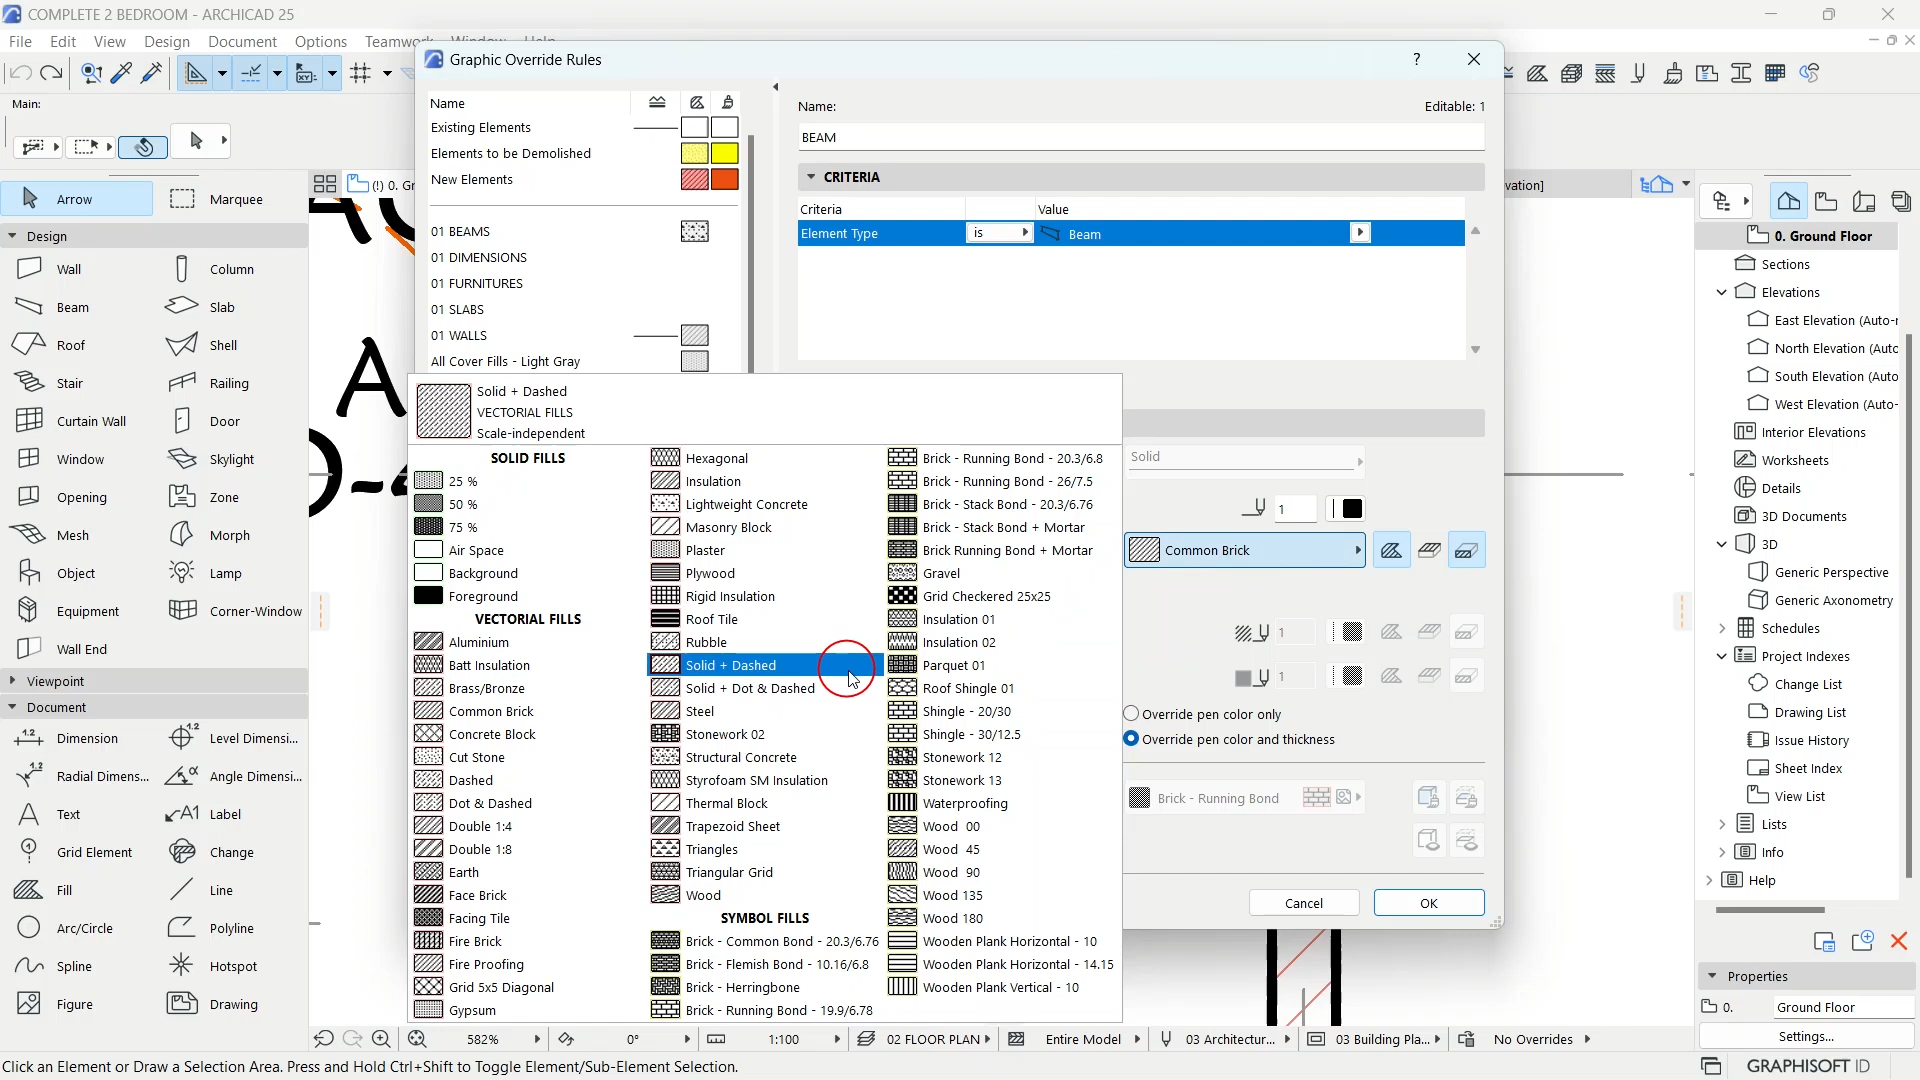 COMPLETE 2 BEDROOM - ARCHICAD 25
File Edit View Design Document Options Teamwork Window Help
Main:
Arrow Marquee
Design
Wall Column
Beam Slab
Roof Shell
Stair Railing
Curtain Wall Door
Window Skylight
Opening Zone
Mesh Morph
Object Lamp
Equipment Corner-Window
Wall End
Viewpoint
Document
Dimension Level Dimensi...
Radial Dimens... Angle Dimensi...
Text Label
Grid Element Change
Fill Line
Arc/Circle Polyline
Spline Hotspot
Figure Drawing
(!) 0. Gr
Graphic Override Rules
Name
Existing Elements
Elements to be Demolished
New Elements
01 BEAMS
01 DIMENSIONS
01 FURNITURES
01 SLABS
01 WALLS
All Cover Fills - Light Gray
Name: Editable: 1
BEAM
CRITERIA
Criteria Value
Element Type is Beam
Solid + Dashed
VECTORIAL FILLS
Scale-independent
SOLID FILLS
25 %
50 %
75 %
Air Space
Background
Foreground
VECTORIAL FILLS
Aluminium
Batt Insulation
Brass/Bronze
Common Brick
Concrete Block
Cut Stone
Dashed
Dot & Dashed
Double 1:4
Double 1:8
Earth
Face Brick
Facing Tile
Fire Brick
Fire Proofing
Grid 5x5 Diagonal
Gypsum
Hexagonal
Insulation
Lightweight Concrete
Masonry Block
Plaster
Plywood
Rigid Insulation
Roof Tile
Rubble
Solid + Dashed
Solid + Dot & Dashed
Steel
Stonework 02
Structural Concrete
Styrofoam SM Insulation
Thermal Block
Trapezoid Sheet
Triangles
Triangular Grid
Wood
SYMBOL FILLS
Brick - Common Bond - 20.3/6.76
Brick - Flemish Bond - 10.16/6.8
Brick - Herringbone
Brick - Running Bond - 19.9/6.78
Brick - Running Bond - 20.3/6.8
Brick - Running Bond - 26/7.5
Brick - Stack Bond - 20.3/6.76
Brick - Stack Bond + Mortar
Brick Running Bond + Mortar
Gravel
Grid Checkered 25x25
Insulation 01
Insulation 02
Parquet 01
Roof Shingle 01
Shingle - 20/30
Shingle - 30/12.5
Stonework 12
Stonework 13
Waterproofing
Wood 00
Wood 45
Wood 90
Wood 135
Wood 180
Wooden Plank Horizontal - 10
Wooden Plank Horizontal - 14.15
Wooden Plank Vertical - 10
Solid
1
Common Brick
1
1
Override pen color only
Override pen color and thickness
Brick - Running Bond
Cancel OK
vation]
0. Ground Floor
Sections
Elevations
East Elevation (Auto-r
North Elevation (Auto
South Elevation (Auto
West Elevation (Auto-
Interior Elevations
Worksheets
Details
3D Documents
3D
Generic Perspective
Generic Axonometry
Schedules
Project Indexes
Change List
Drawing List
Issue History
Sheet Index
View List
Lists
Info
Help
Properties
0. Ground Floor
Settings...
582% 0° 1:100 02 FLOOR PLAN Entire Model 03 Architectur... 03 Building Pla... No Overrides
Click an Element or Draw a Selection Area. Press and Hold Ctrl+Shift to Toggle Element/Sub-Element Selection.
GRAPHISOFT ID